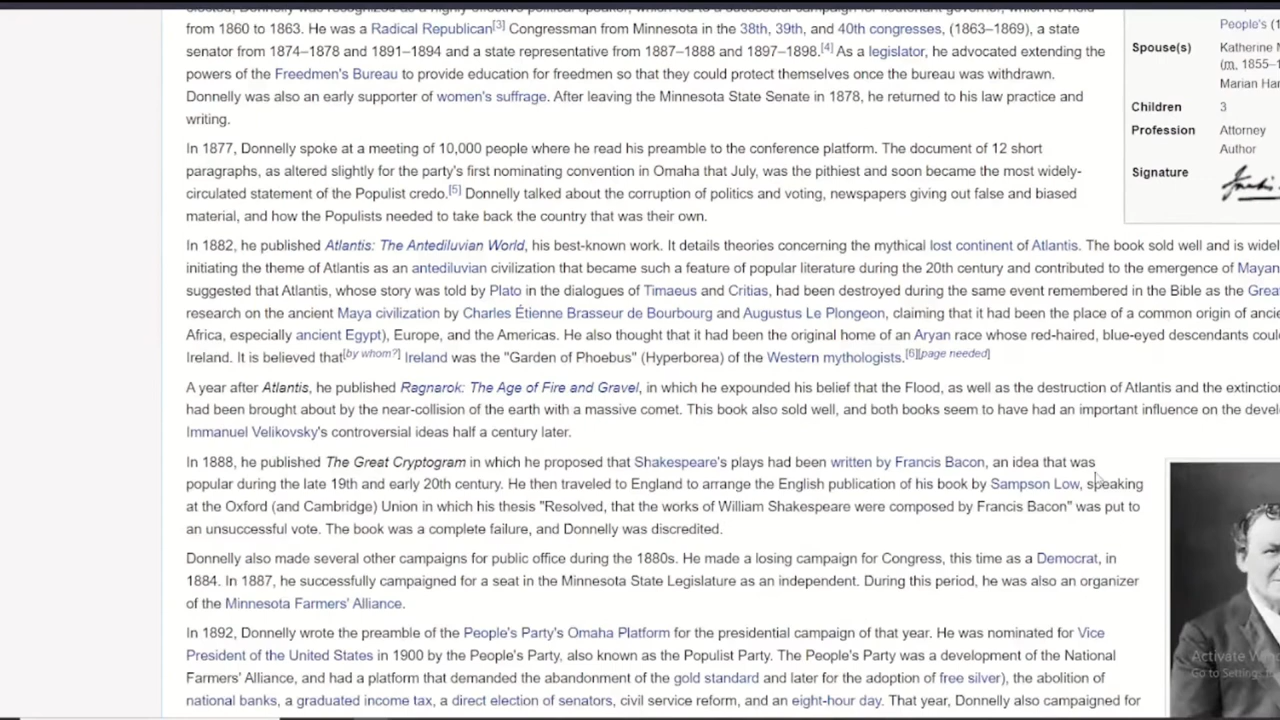 from 1860 to 1863. He was a Radical Republican[3] Congressman from Minnesota in the 38th, 39th, and 40th congresses, (1863–1869), a state
senator from 1874–1878 and 1891–1894 and a state representative from 1887–1888 and 1897–1898.[4] As a legislator, he advocated extending the
powers of the Freedmen's Bureau to provide education for freedmen so that they could protect themselves once the bureau was withdrawn.
Donnelly was also an early supporter of women's suffrage. After leaving the Minnesota State Senate in 1878, he returned to his law practice and
writing.
In 1877, Donnelly spoke at a meeting of 10,000 people where he read his preamble to the conference platform. The document of 12 short
paragraphs, as altered slightly for the party's first nominating convention in Omaha that July, was the pithiest and soon became the most widely-
circulated statement of the Populist credo.[5] Donnelly talked about the corruption of politics and voting, newspapers giving out false and biased
material, and how the Populists needed to take back the country that was their own.
In 1882, he published Atlantis: The Antediluvian World, his best-known work. It details theories concerning the mythical lost continent of Atlantis. The book sold well and is widel
initiating the theme of Atlantis as an antediluvian civilization that became such a feature of popular literature during the 20th century and contributed to the emergence of Mayan
suggested that Atlantis, whose story was told by Plato in the dialogues of Timaeus and Critias, had been destroyed during the same event remembered in the Bible as the Grea
research on the ancient Maya civilization by Charles Étienne Brasseur de Bourbourg and Augustus Le Plongeon, claiming that it had been the place of a common origin of ancie
Africa, especially ancient Egypt), Europe, and the Americas. He also thought that it had been the original home of an Aryan race whose red-haired, blue-eyed descendants coul
Ireland. It is believed that[by whom?] Ireland was the "Garden of Phoebus" (Hyperborea) of the Western mythologists.[6][page needed]
A year after Atlantis, he published Ragnarok: The Age of Fire and Gravel, in which he expounded his belief that the Flood, as well as the destruction of Atlantis and the extinctio
had been brought about by the near-collision of the earth with a massive comet. This book also sold well, and both books seem to have had an important influence on the devel
Immanuel Velikovsky's controversial ideas half a century later.
In 1888, he published The Great Cryptogram in which he proposed that Shakespeare's plays had been written by Francis Bacon, an idea that was
popular during the late 19th and early 20th century. He then traveled to England to arrange the English publication of his book by Sampson Low, speaking
at the Oxford (and Cambridge) Union in which his thesis "Resolved, that the works of William Shakespeare were composed by Francis Bacon" was put to
an unsuccessful vote. The book was a complete failure, and Donnelly was discredited.
Donnelly also made several other campaigns for public office during the 1880s. He made a losing campaign for Congress, this time as a Democrat, in
1884. In 1887, he successfully campaigned for a seat in the Minnesota State Legislature as an independent. During this period, he was also an organizer
of the Minnesota Farmers' Alliance.
In 1892, Donnelly wrote the preamble of the People's Party's Omaha Platform for the presidential campaign of that year. He was nominated for Vice
President of the United States in 1900 by the People's Party, also known as the Populist Party. The People's Party was a development of the National
Farmers' Alliance, and had a platform that demanded the abandonment of the gold standard and later for the adoption of free silver), the abolition of
national banks, a graduated income tax, a direct election of senators, civil service reform, and an eight-hour day. That year, Donnelly also campaigned for
People's (1
Spouse(s) Katherine M
(m. 1855–1
Marian Han
Children 3
Profession Attorney
Author
Signature
Activate Win
Go to Setting